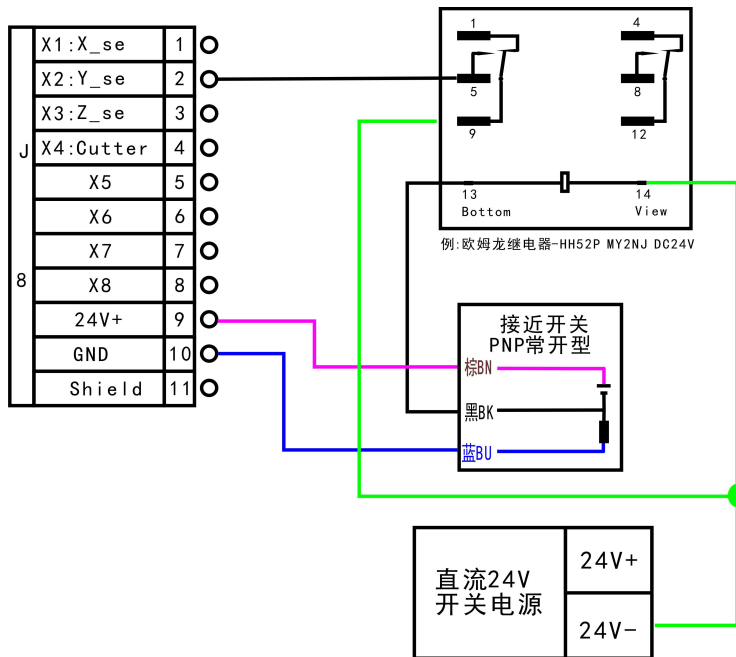 J
8
X1:X_se 1
X2:Y_se 2
X3:Z_se 3
X4:Cutter 4
X5 5
X6 6
X7 7
X8 8
24V+ 9
GND 10
Shield 11
1 4
5 8
9 12
13 14
Bottom View
例:欧姆龙继电器-HH52P MY2NJ DC24V
接近开关
PNP常开型
棕BN
黑BK
蓝BU
直流24V
开关电源
24V+
24V-